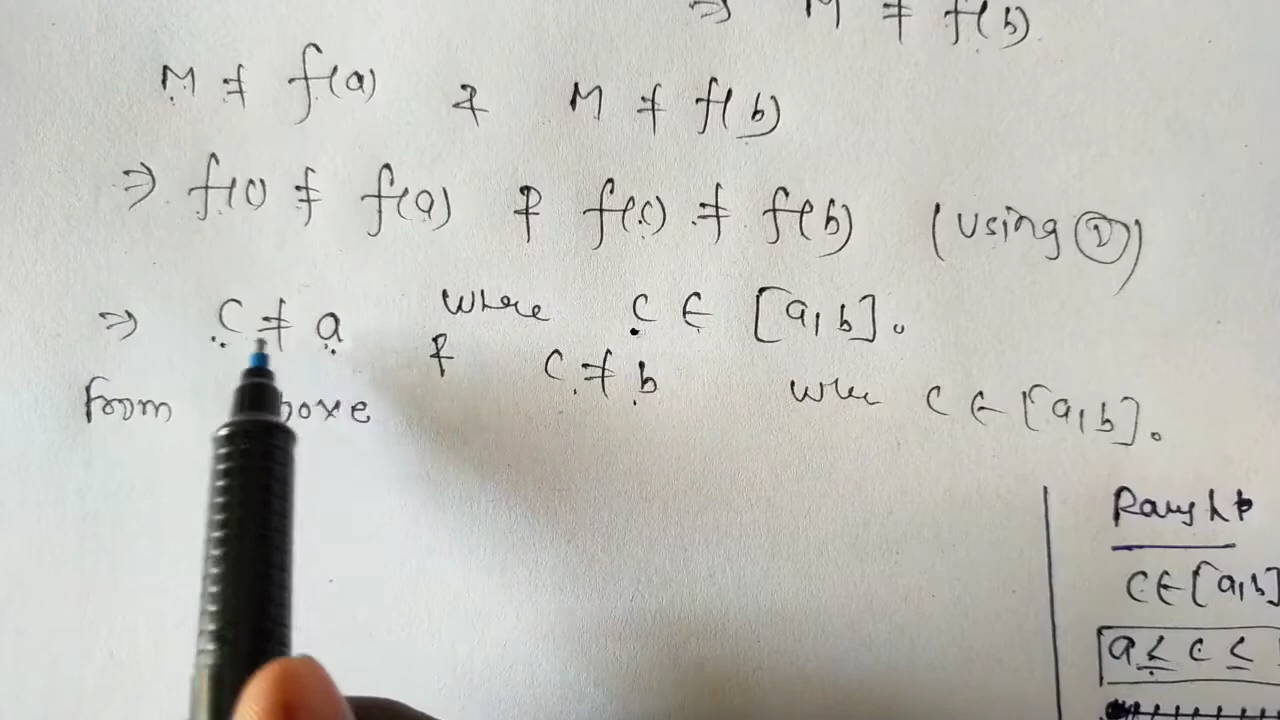 ⇒ M ≠ f(b)
M ≠ f(a) & M ≠ f(b)
⇒ f(c) ≠ f(a) & f(c) ≠ f(b) (using ②)
⇒ c ≠ a where c ∈ [a,b].
& c ≠ b where c ∈ [a,b].
from
c ∈ [a,b]
a ≤ c ≤